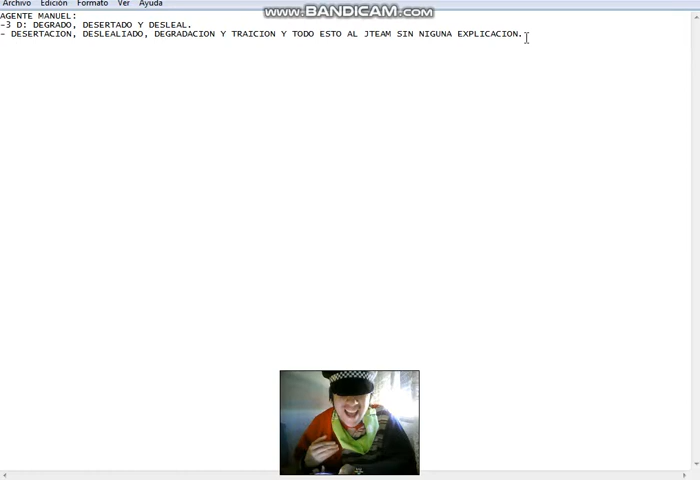 Archivo Edición Formato Ver Ayuda
www.BANDICAM.com
AGENTE MANUEL:
-3 D: DEGRADO, DESERTADO Y DESLEAL.
- DESERTACION, DESLEALIADO, DEGRADACION Y TRAICION Y TODO ESTO AL JTEAM SIN NIGUNA EXPLICACION.